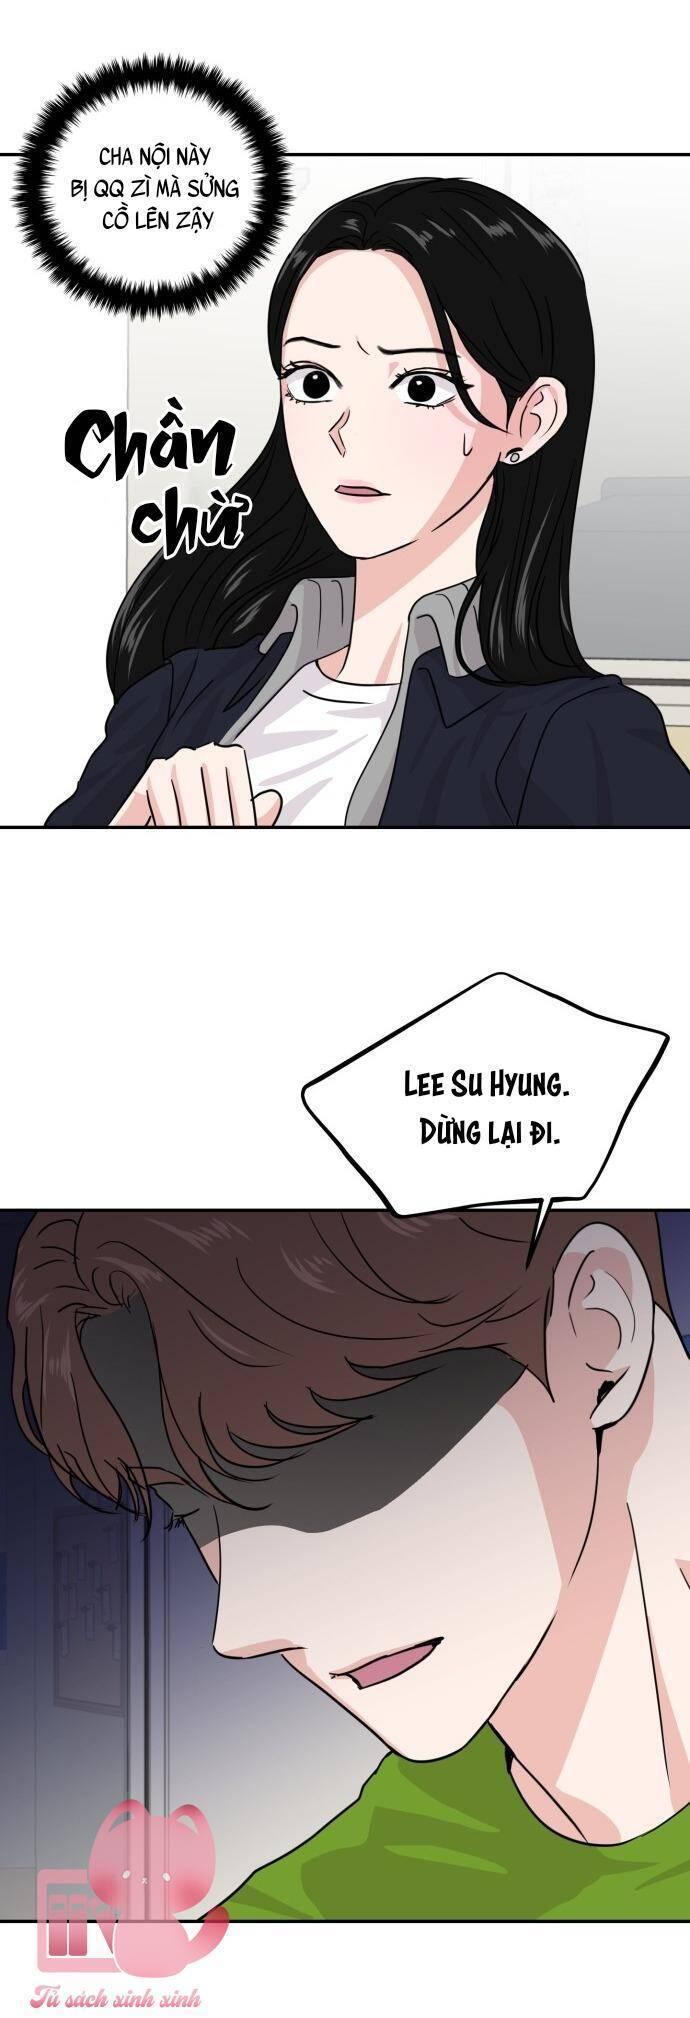 CHA NỘI NÀY
BỊ QQ ZÌ MÀ SỬNG
CỒ LÊN ZẬY
Chần
chừ
LEE SU HYUNG.
DỪNG LẠI ĐI.
Tủ sách xinh xinh